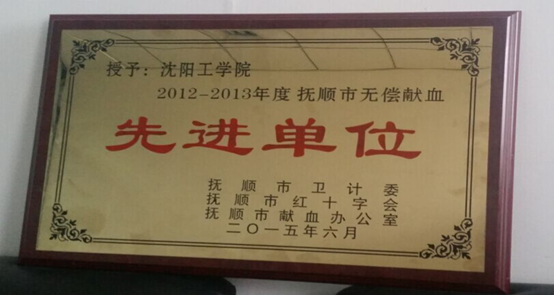 授予：沈阳工学院
2012-2013年度 抚顺市无偿献血
先进单位
抚顺市卫计委
抚顺市红十字会
抚顺市献血办公室
二〇一五年六月